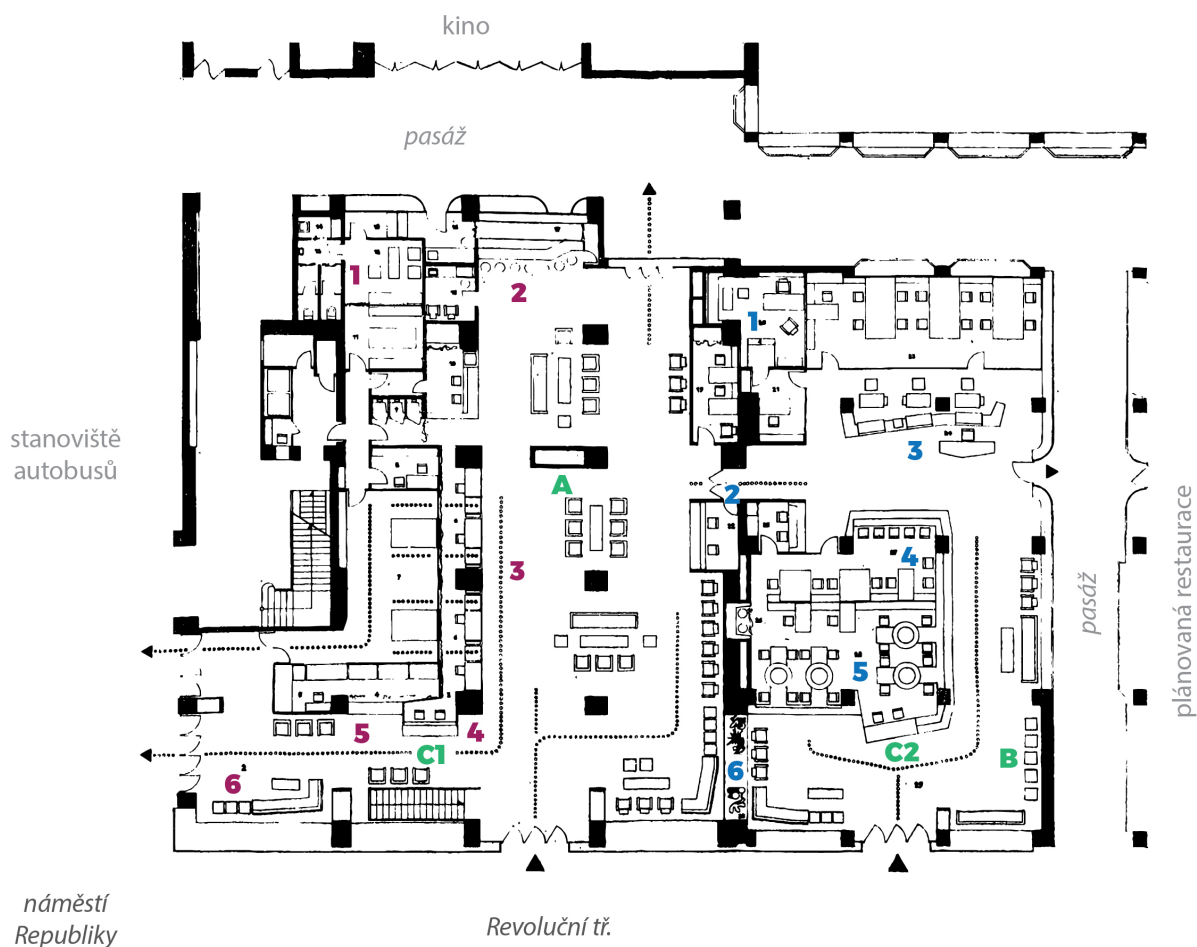 kino
pasáž
1
2
1
stanoviště
autobusů
3
A
2
3
4
plánovaná restaurace
pasáž
5
5
4
C1
C2
B
6
6
náměstí
Republiky
Revoluční tř.